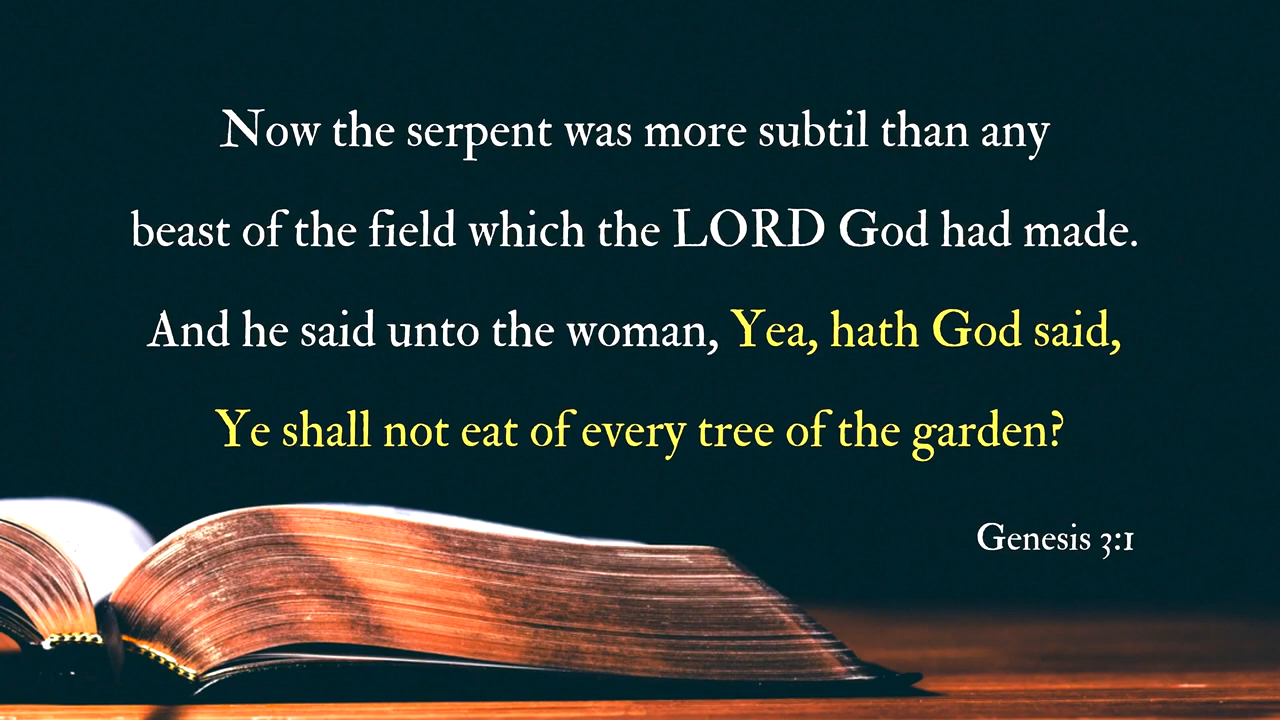 Now the serpent was more subtil than any
beast of the field which the LORD God had made.
And he said unto the woman, Yea, hath God said,
Ye shall not eat of every tree of the garden?
Genesis 3:1